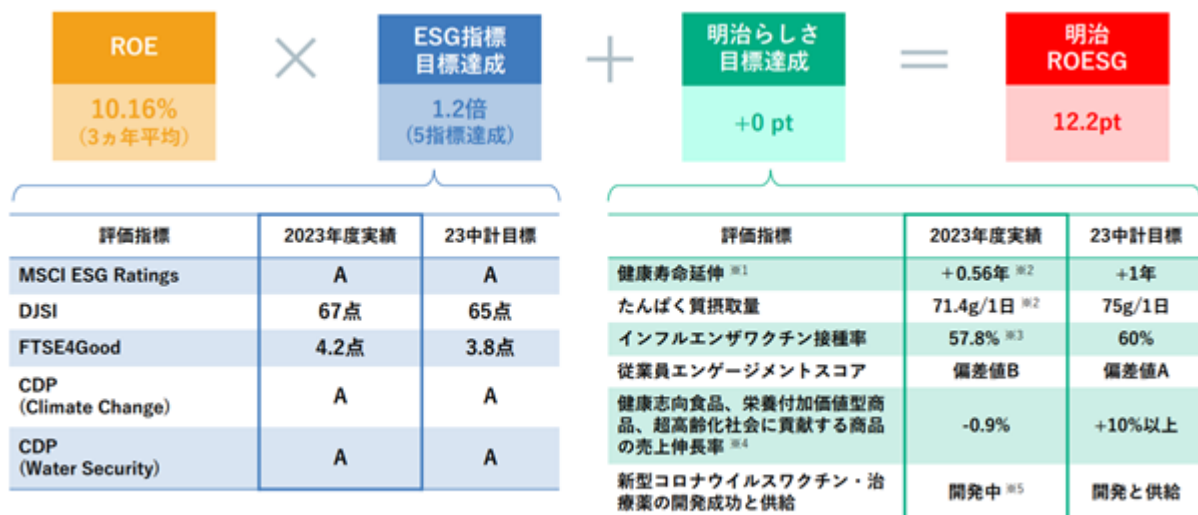 ROE
×
ESG指標
目標達成
+
明治らしさ
目標達成
=
明治
ROESG
10.16%
(3ヵ年平均)
1.2倍
(5指標達成)
+0 pt
12.2pt
評価指標 2023年度実績 23中計目標
MSCI ESG Ratings A A
DJSI 67点 65点
FTSE4Good 4.2点 3.8点
CDP
(Climate Change) A A
CDP
(Water Security) A A
評価指標 2023年度実績 23中計目標
健康寿命延伸 ※1 +0.56年 ※2 +1年
たんぱく質摂取量 71.4g/1日 ※2 75g/1日
インフルエンザワクチン接種率 57.8% ※3 60%
従業員エンゲージメントスコア 偏差値B 偏差値A
健康志向食品、栄養付加価値型商
品、超高齢化社会に貢献する商品
の売上伸長率 ※4 -0.9% +10%以上
新型コロナウイルスワクチン・治
療薬の開発成功と供給 開発中 ※5 開発と供給